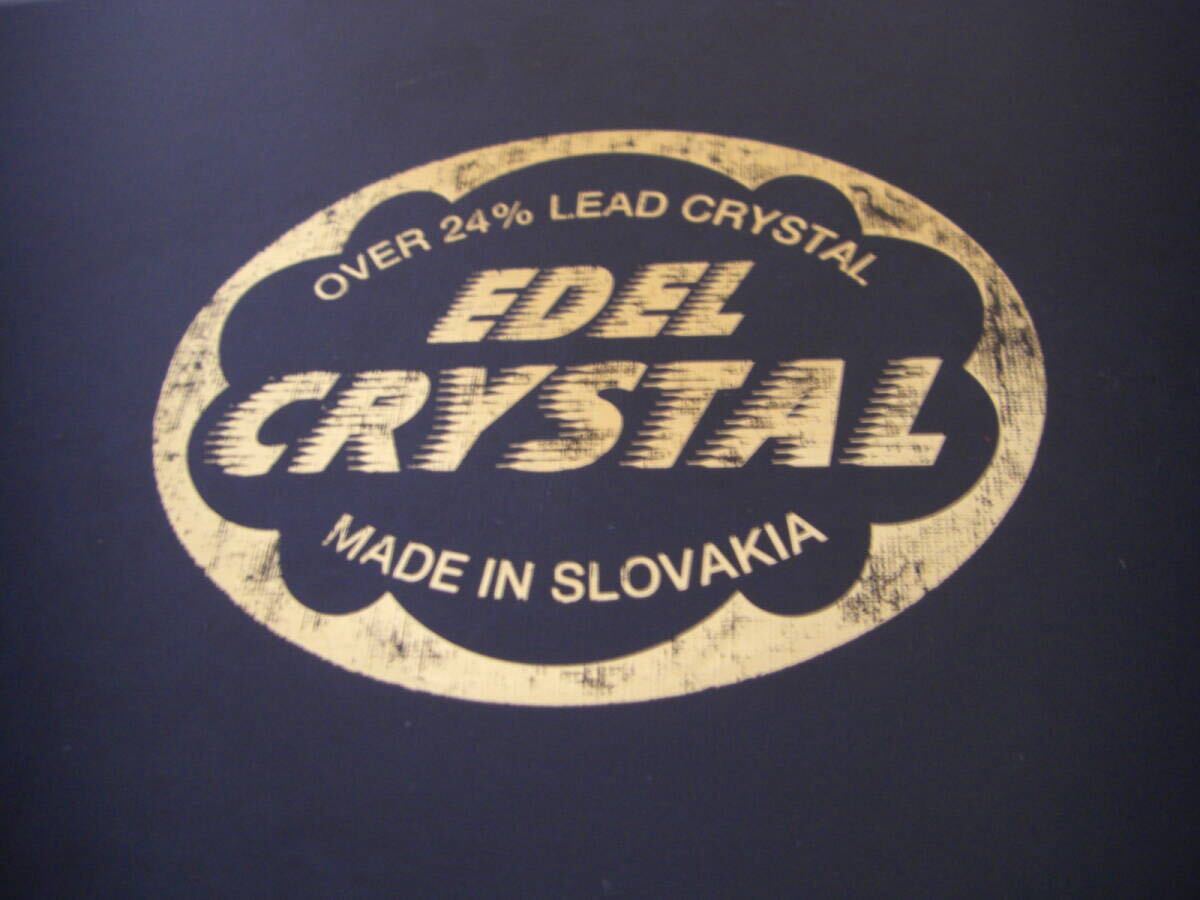 OVER 24% LEAD CRYSTAL
EDEL
CRYSTAL
MADE IN SLOVAKIA